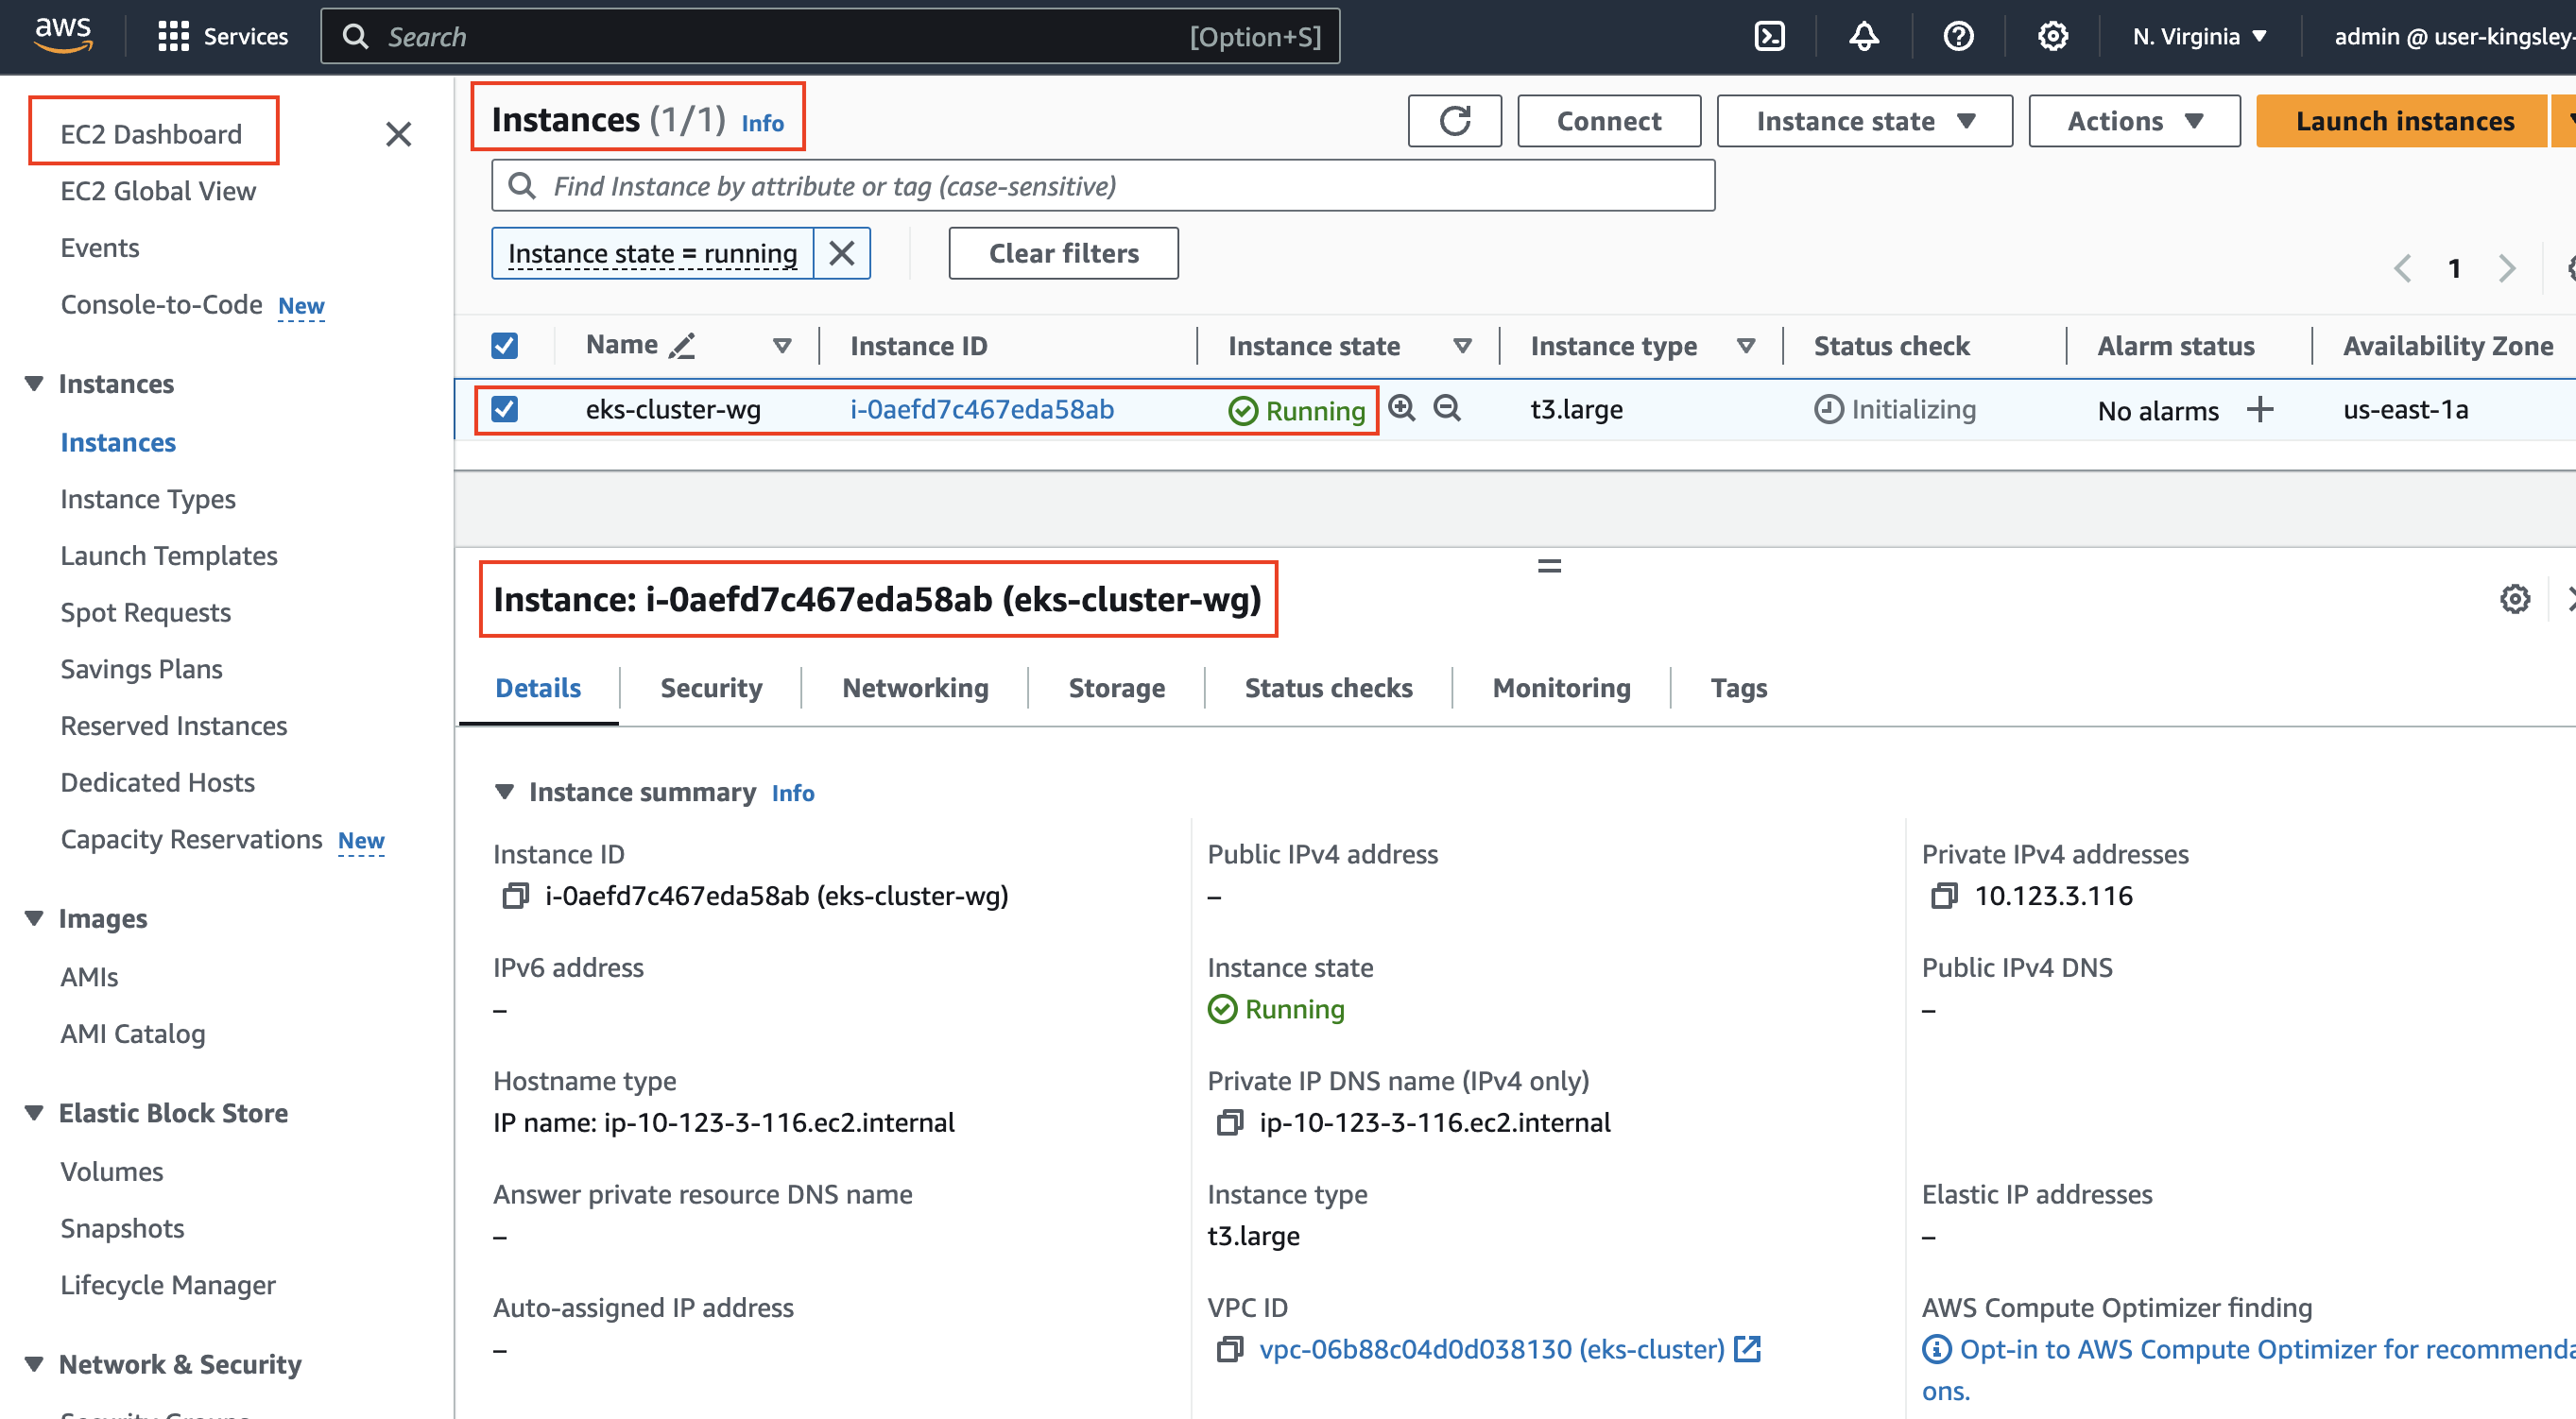 aws
Services
Search
[Option+S]
N. Virginia
admin @ user-kingsley-
EC2 Dashboard
EC2 Global View
Events
Console-to-Code New
Instances
Instances
Instance Types
Launch Templates
Spot Requests
Savings Plans
Reserved Instances
Dedicated Hosts
Capacity Reservations New
Images
AMIs
AMI Catalog
Elastic Block Store
Volumes
Snapshots
Lifecycle Manager
Network & Security
Instances (1/1) Info
Connect
Instance state
Actions
Launch instances
Find Instance by attribute or tag (case-sensitive)
Instance state = running
Clear filters
1
Name Instance ID Instance state Instance type Status check Alarm status Availability Zone
eks-cluster-wg i-0aefd7c467eda58ab Running t3.large Initializing No alarms + us-east-1a
Instance: i-0aefd7c467eda58ab (eks-cluster-wg)
Details Security Networking Storage Status checks Monitoring Tags
Instance summary Info
Instance ID
i-0aefd7c467eda58ab (eks-cluster-wg)
Public IPv4 address
–
Private IPv4 addresses
10.123.3.116
IPv6 address
–
Instance state
Running
Public IPv4 DNS
–
Hostname type
IP name: ip-10-123-3-116.ec2.internal
Private IP DNS name (IPv4 only)
ip-10-123-3-116.ec2.internal
Answer private resource DNS name
–
Instance type
t3.large
Elastic IP addresses
–
Auto-assigned IP address
–
VPC ID
vpc-06b88c04d0d038130 (eks-cluster)
AWS Compute Optimizer finding
Opt-in to AWS Compute Optimizer for recommenda
ons.